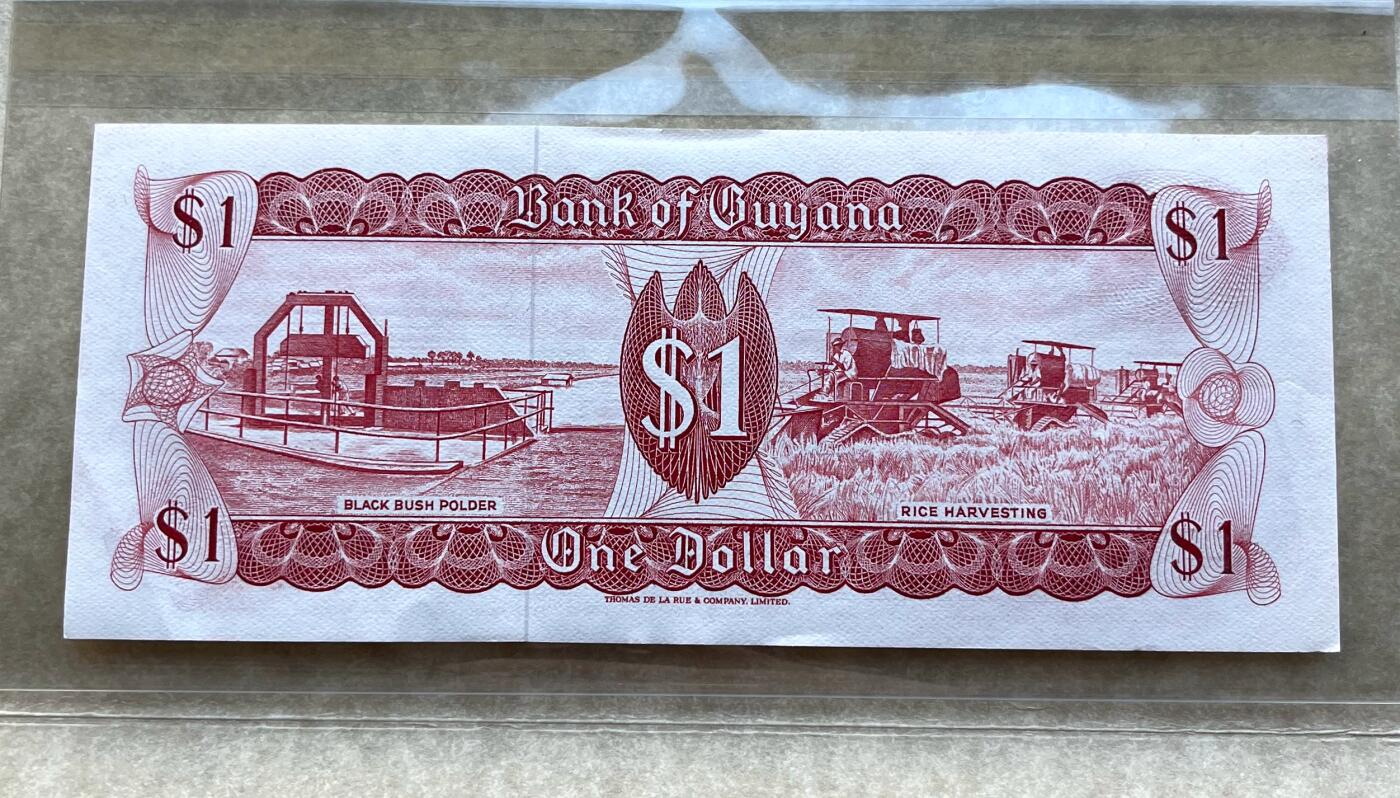 $1 Bank of Guyana $1
$1
BLACK BUSH POLDER
RICE HARVESTING
$1 One Dollar $1
THOMAS DE LA RUE & COMPANY, LIMITED.